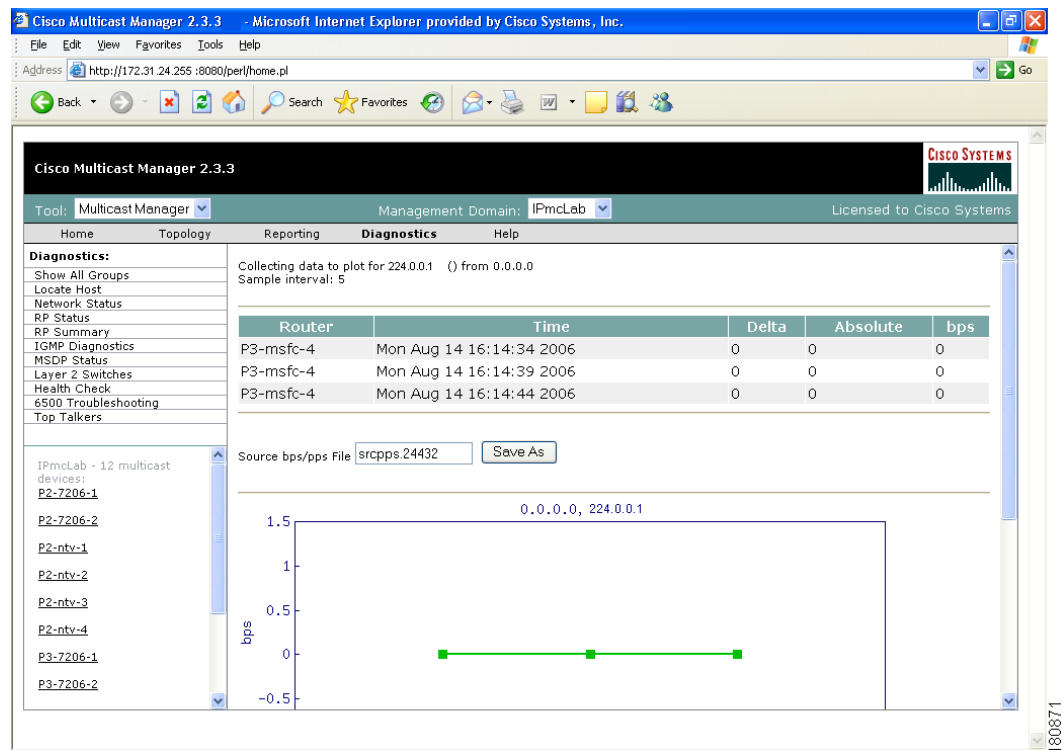 Cisco Multicast Manager 2.3.3 - Microsoft Internet Explorer provided by Cisco Systems, Inc.
File Edit View Favorites Tools Help
Address http://172.31.24.255 :8080/perl/home.pl Go
Back Search Favorites
Cisco Multicast Manager 2.3.3
CISCO SYSTEMS
Tool: Multicast Manager Management Domain: IPmcLab Licensed to Cisco Systems
Home Topology Reporting Diagnostics Help
Diagnostics:
Show All Groups
Locate Host
Network Status
RP Status
RP Summary
IGMP Diagnostics
MSDP Status
Layer 2 Switches
Health Check
6500 Troubleshooting
Top Talkers
IPmcLab - 12 multicast
devices:
P2-7206-1
P2-7206-2
P2-ntv-1
P2-ntv-2
P2-ntv-3
P2-ntv-4
P3-7206-1
P3-7206-2
Collecting data to plot for 224.0.0.1 () from 0.0.0.0
Sample interval: 5
Router Time Delta Absolute bps
P3-msfc-4 Mon Aug 14 16:14:34 2006 0 0 0
P3-msfc-4 Mon Aug 14 16:14:39 2006 0 0 0
P3-msfc-4 Mon Aug 14 16:14:44 2006 0 0 0
Source bps/pps File srcpps.24432 Save As
0.0.0.0, 224.0.0.1
1.5
1
0.5
bps
0
-0.5
80871